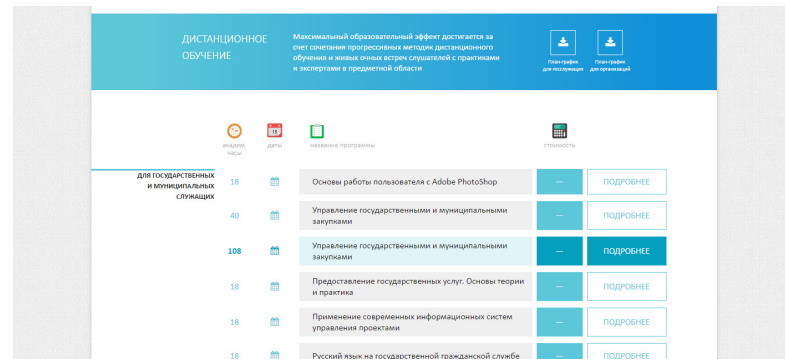 ДИСТАНЦИОННОЕ
ОБУЧЕНИЕ
Максимальный образовательный эффект достигается за
счет сочетания прогрессивных методик дистанционного
обучения и живых очных встреч слушателей с практиками
и экспертами в предметной области
План-график
для госслужащих
План-график
для организаций
академ.
часы
15
даты
название программы
стоимость
ДЛЯ ГОСУДАРСТВЕННЫХ
И МУНИЦИПАЛЬНЫХ
СЛУЖАЩИХ
18
Основы работы пользователя с Adobe PhotoShop
—
ПОДРОБНЕЕ
40
Управление государственными и муниципальными
закупками
—
ПОДРОБНЕЕ
108
Управление государственными и муниципальными
закупками
—
ПОДРОБНЕЕ
18
Предоставление государственных услуг. Основы теории
и практика
—
ПОДРОБНЕЕ
18
Применение современных информационных систем
управления проектами
—
ПОДРОБНЕЕ
18
Русский язык на государственной гражданской службе
—
ПОДРОБНЕЕ